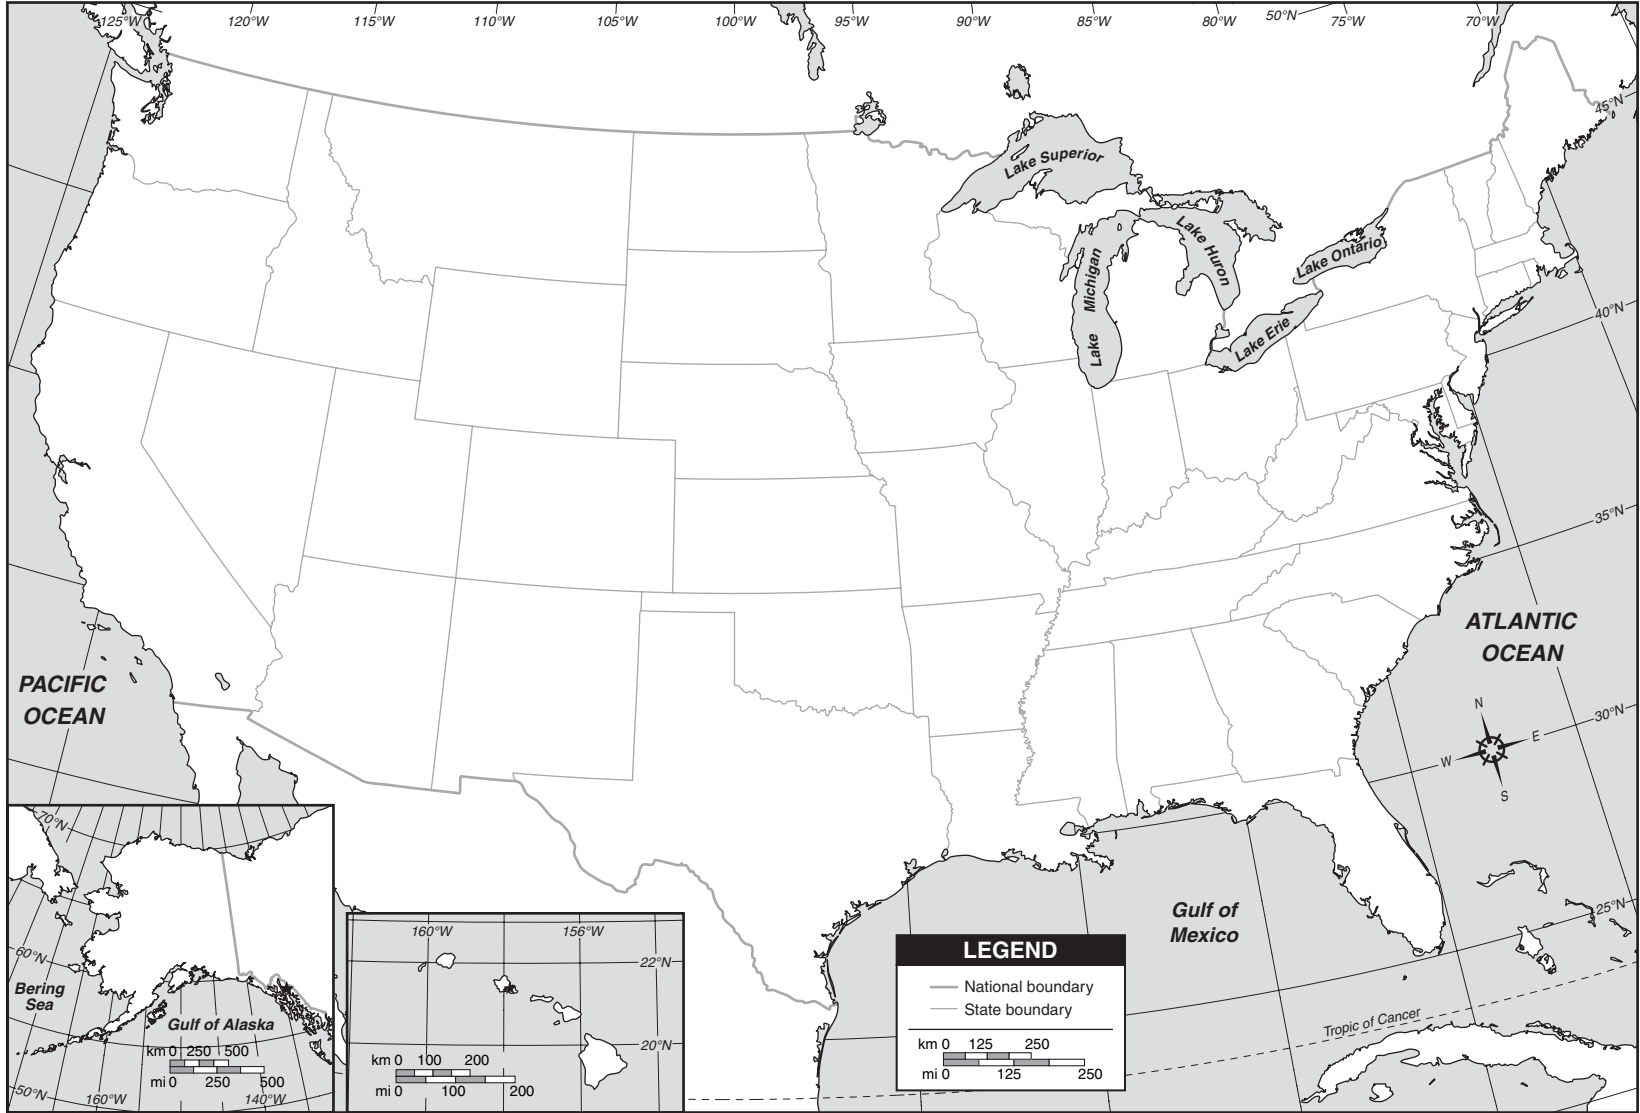 125°W
120°W
115°W
110°W
105°W
100°W
95°W
90°W
85°W
80°W
50°N
75°W
70°W
45°N
Lake Superior
Lake Huron
Lake Ontario
Lake Michigan
Lake Erie
40°N
35°N
ATLANTIC
OCEAN
PACIFIC
OCEAN
30°N
N
E
W
S
25°N
Gulf of
Mexico
Tropic of Cancer
LEGEND
National boundary
State boundary
km 0 125 250
mi 0 125 250
70°N
60°N
Bering
Sea
Gulf of Alaska
km 0 250 500
mi 0 250 500
50°N
160°W
140°W
160°W
156°W
22°N
20°N
km 0 100 200
mi 0 100 200